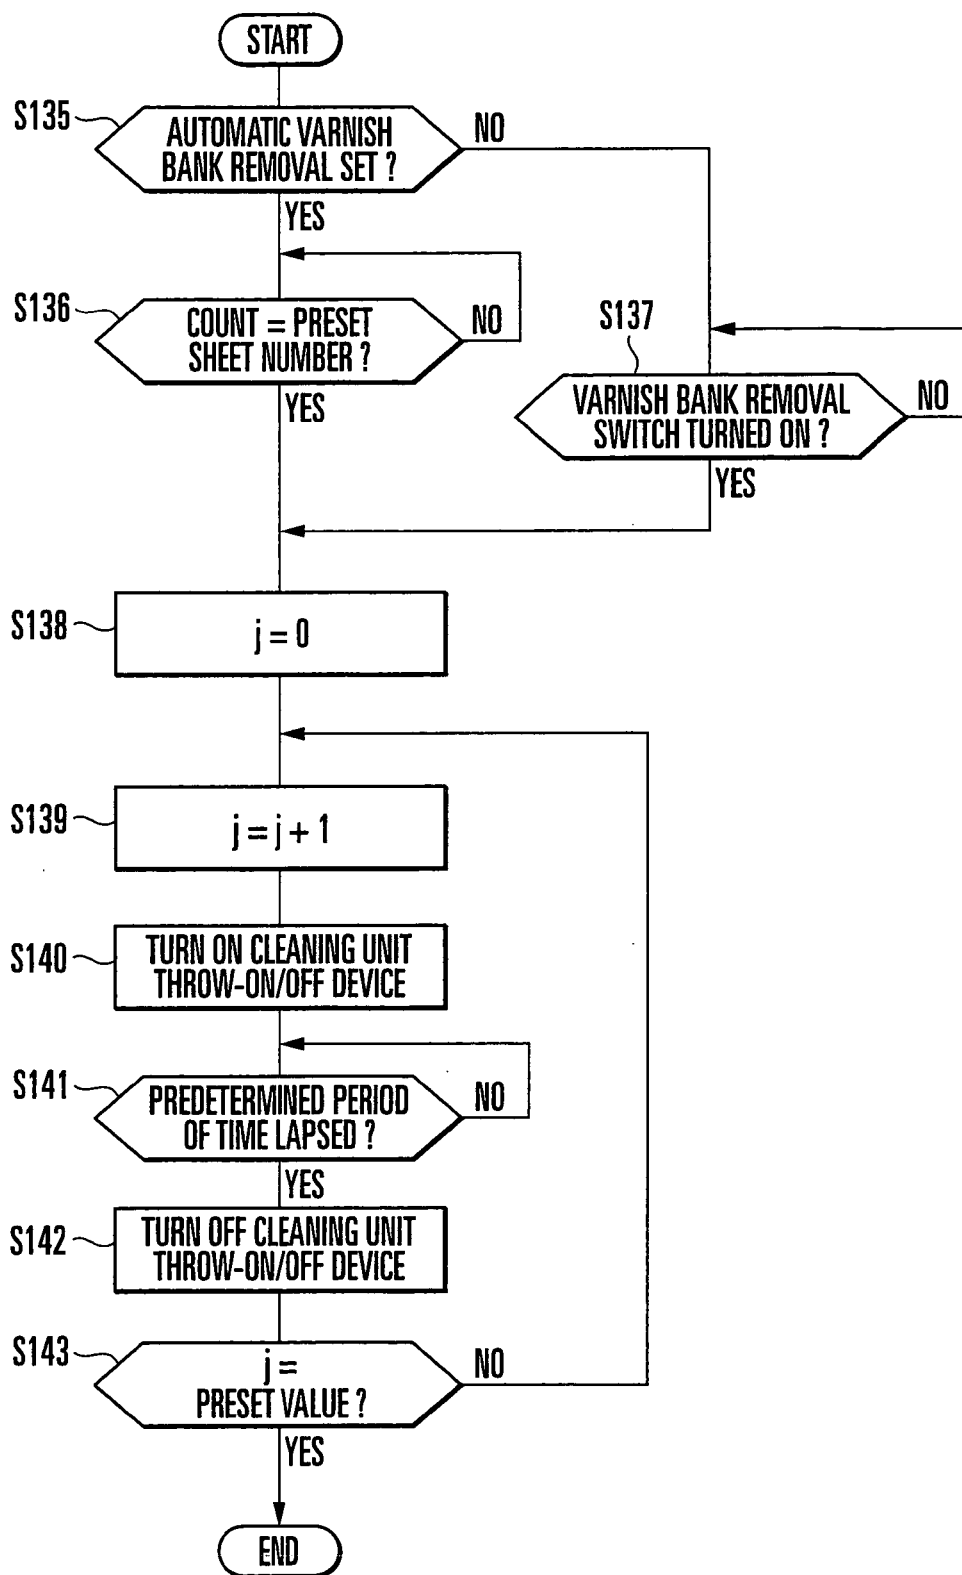 START
S135
AUTOMATIC VARNISH
BANK REMOVAL SET ?
NO
YES
S136
COUNT = PRESET
SHEET NUMBER ?
NO
YES
S137
VARNISH BANK REMOVAL
SWITCH TURNED ON ?
NO
YES
S138
j = 0
S139
j = j + 1
S140
TURN ON CLEANING UNIT
THROW-ON/OFF DEVICE
S141
PREDETERMINED PERIOD
OF TIME LAPSED ?
NO
YES
S142
TURN OFF CLEANING UNIT
THROW-ON/OFF DEVICE
S143
j =
PRESET VALUE ?
NO
YES
END